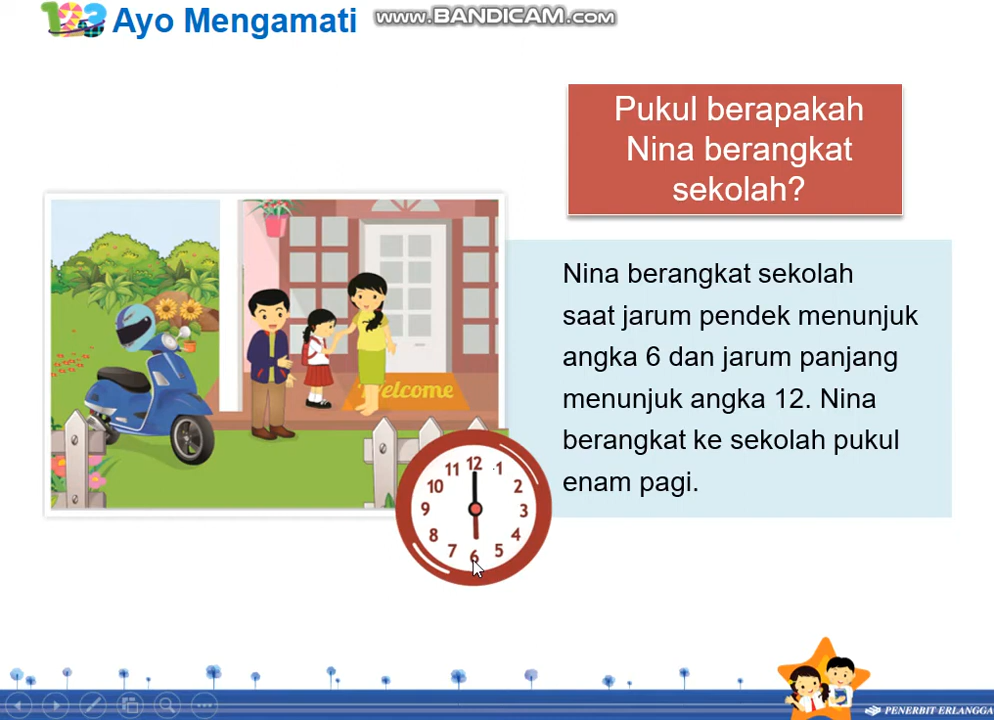 Ayo Mengamati
www.BANDICAM.com
Pukul berapakah
Nina berangkat
sekolah?
Nina berangkat sekolah
saat jarum pendek menunjuk
angka 6 dan jarum panjang
menunjuk angka 12. Nina
berangkat ke sekolah pukul
enam pagi.
Welcome
12
1
2
3
4
5
6
7
8
9
10
11
PENERBIT ERLANGGA